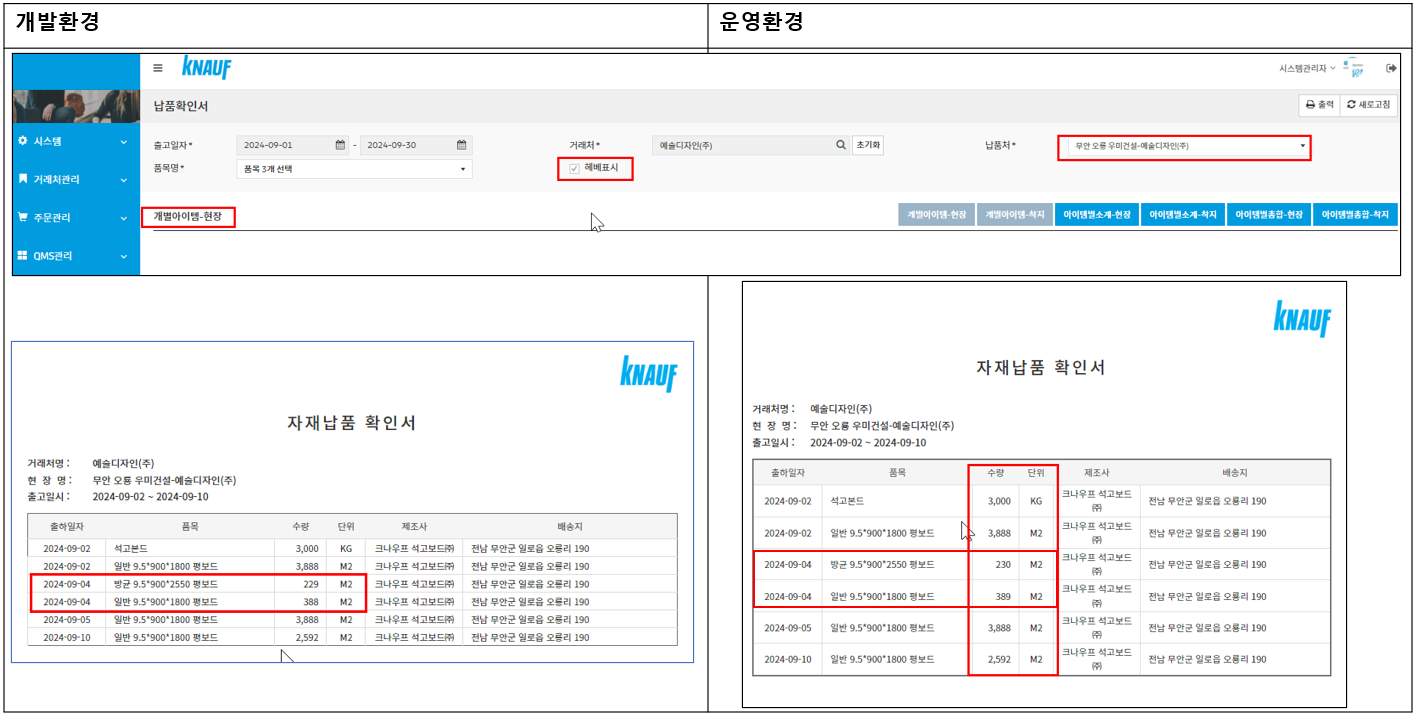 개발환경
운영환경
KNAUF
시스템관리자
납품확인서
출력
새로고침
시스템
거래처관리
주문관리
QMS관리
출고일자*
2024-09-01
-
2024-09-30
거래처*
예술디자인(주)
초기화
납품처*
무안 오룡 우미건설-예술디자인(주)
품목명*
품목 3개 선택
헤베표시
개별아이템-현장
개별아이템-현장
개별아이템-착지
아이템별소계-현장
아이템별소계-착지
아이템별총합-현장
아이템별총합-착지
KNAUF
자재납품 확인서
거래처명 : 예술디자인(주)
현 장 명 : 무안 오룡 우미건설-예술디자인(주)
출고일시 : 2024-09-02 ~ 2024-09-10
출하일자 품목 수량 단위 제조사 배송지
2024-09-02 석고본드 3,000 KG 크나우프 석고보드㈜ 전남 무안군 일로읍 오룡리 190
2024-09-02 일반 9.5*900*1800 평보드 3,888 M2 크나우프 석고보드㈜ 전남 무안군 일로읍 오룡리 190
2024-09-04 방균 9.5*900*2550 평보드 229 M2 크나우프 석고보드㈜ 전남 무안군 일로읍 오룡리 190
2024-09-04 일반 9.5*900*1800 평보드 388 M2 크나우프 석고보드㈜ 전남 무안군 일로읍 오룡리 190
2024-09-05 일반 9.5*900*1800 평보드 3,888 M2 크나우프 석고보드㈜ 전남 무안군 일로읍 오룡리 190
2024-09-10 일반 9.5*900*1800 평보드 2,592 M2 크나우프 석고보드㈜ 전남 무안군 일로읍 오룡리 190
KNAUF
자재납품 확인서
거래처명 : 예술디자인(주)
현 장 명 : 무안 오룡 우미건설-예술디자인(주)
출고일시 : 2024-09-02 ~ 2024-09-10
출하일자 품목 수량 단위 제조사 배송지
2024-09-02 석고본드 3,000 KG 크나우프 석고보드㈜ 전남 무안군 일로읍 오룡리 190
2024-09-02 일반 9.5*900*1800 평보드 3,888 M2 크나우프 석고보드㈜ 전남 무안군 일로읍 오룡리 190
2024-09-04 방균 9.5*900*2550 평보드 230 M2 크나우프 석고보드㈜ 전남 무안군 일로읍 오룡리 190
2024-09-04 일반 9.5*900*1800 평보드 389 M2 크나우프 석고보드㈜ 전남 무안군 일로읍 오룡리 190
2024-09-05 일반 9.5*900*1800 평보드 3,888 M2 크나우프 석고보드㈜ 전남 무안군 일로읍 오룡리 190
2024-09-10 일반 9.5*900*1800 평보드 2,592 M2 크나우프 석고보드㈜ 전남 무안군 일로읍 오룡리 190